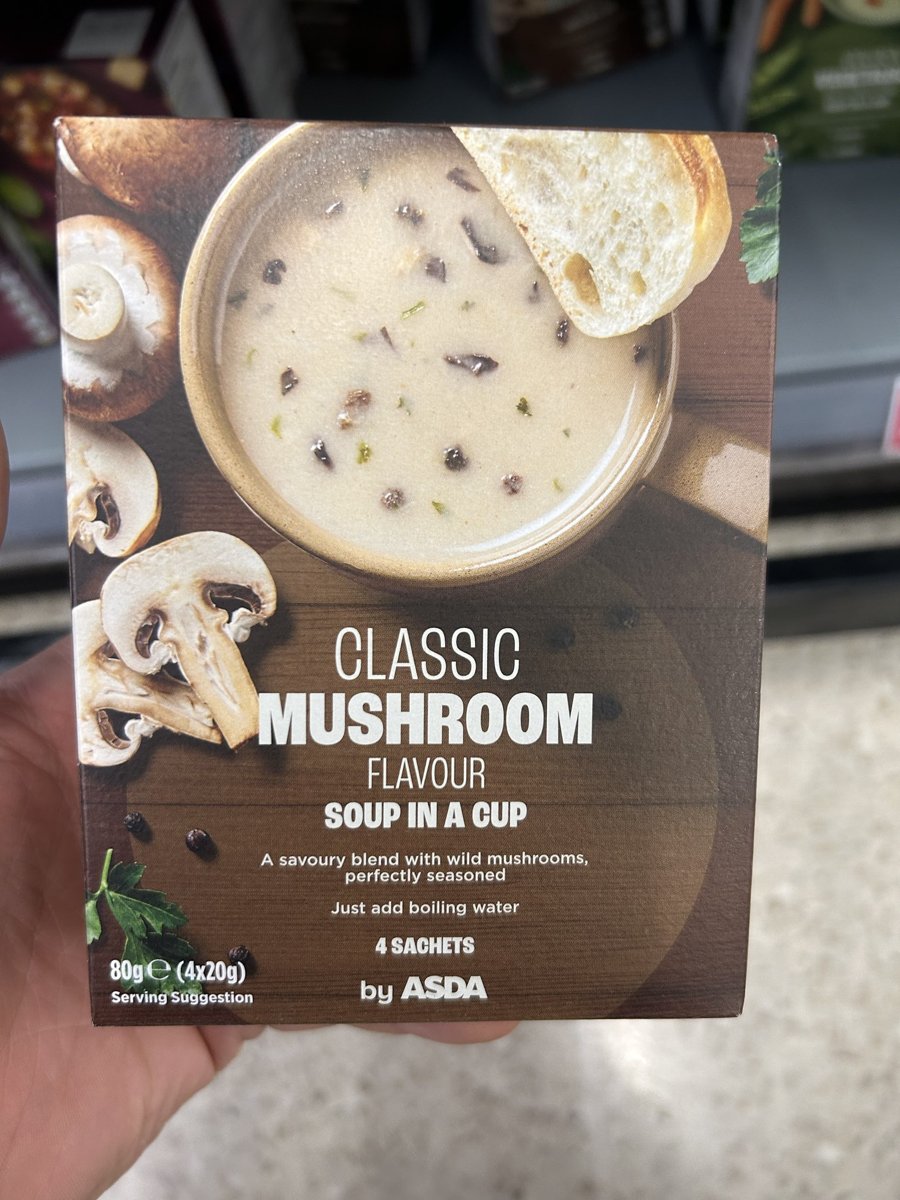 CLASSIC
MUSHROOM
FLAVOUR
SOUP IN A CUP
A savoury blend with wild mushrooms,
perfectly seasoned
Just add boiling water
4 SACHETS
80g℮ (4x20g)
Serving Suggestion
by ASDA